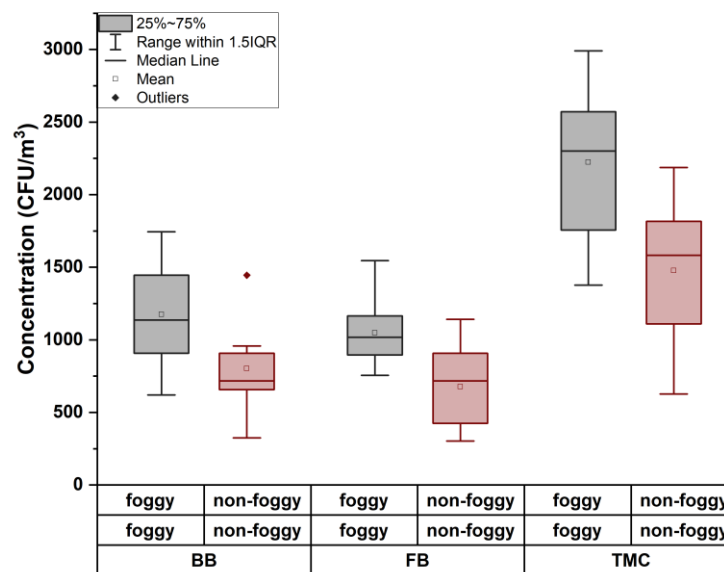 25%~75%
Range within 1.5IQR
Median Line
Mean
Outliers
Concentration (CFU/m³)
3000
2500
2000
1500
1000
500
0
foggy non-foggy foggy non-foggy foggy non-foggy
foggy non-foggy foggy non-foggy foggy non-foggy
BB FB TMC